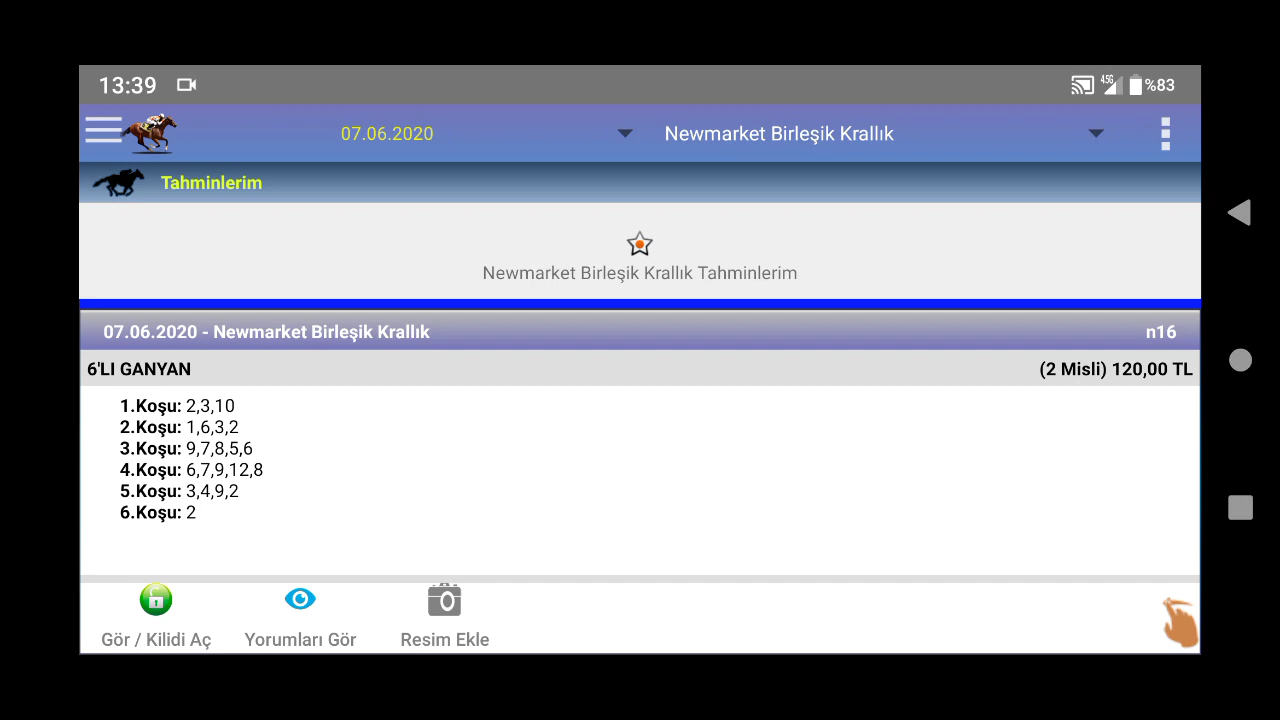 13:39
45G
%83
07.06.2020
Newmarket Birleşik Krallık
Tahminlerim
Newmarket Birleşik Krallık Tahminlerim
07.06.2020 - Newmarket Birleşik Krallık
n16
6'LI GANYAN
(2 Misli) 120,00 TL
1.Koşu: 2,3,10
2.Koşu: 1,6,3,2
3.Koşu: 9,7,8,5,6
4.Koşu: 6,7,9,12,8
5.Koşu: 3,4,9,2
6.Koşu: 2
Gör / Kilidi Aç
Yorumları Gör
Resim Ekle